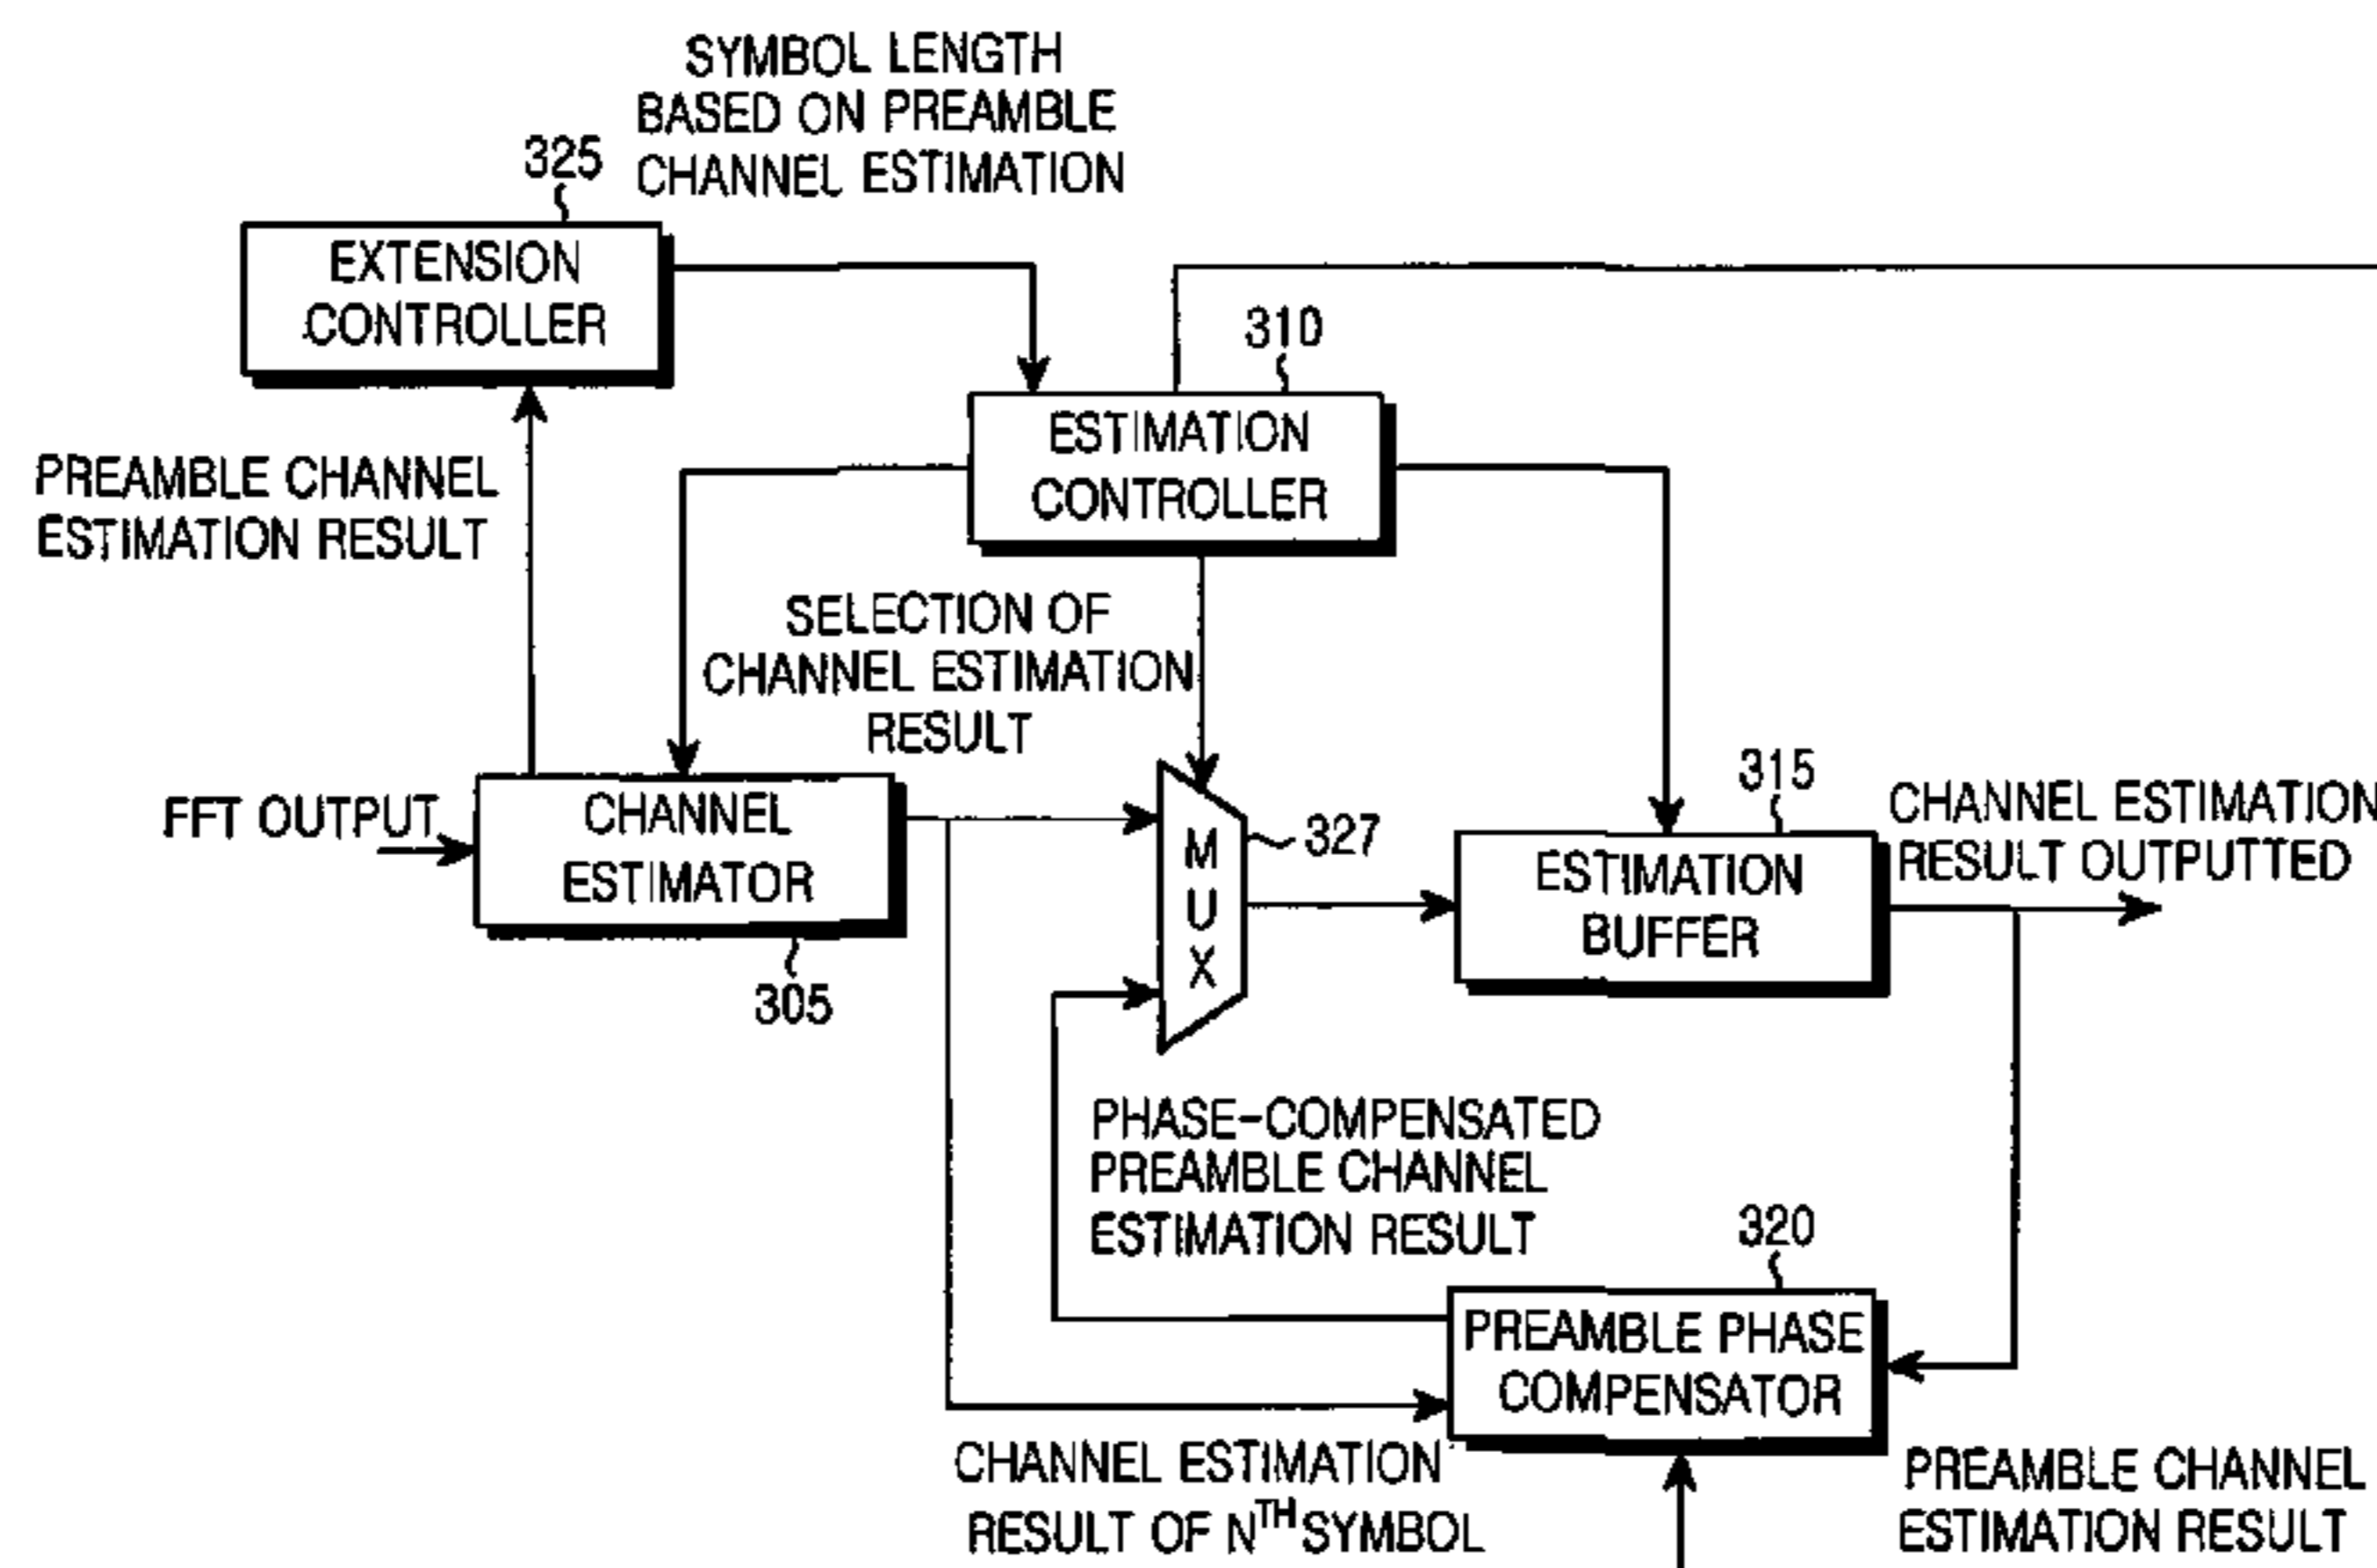 SYMBOL LENGTH
BASED ON PREAMBLE
CHANNEL ESTIMATION
325
EXTENSION
CONTROLLER
310
ESTIMATION
CONTROLLER
PREAMBLE CHANNEL
ESTIMATION RESULT
SELECTION OF
CHANNEL ESTIMATION
RESULT
FFT OUTPUT
CHANNEL
ESTIMATOR
305
MUX
327
315
ESTIMATION
BUFFER
CHANNEL ESTIMATION
RESULT OUTPUTTED
PHASE-COMPENSATED
PREAMBLE CHANNEL
ESTIMATION RESULT
320
PREAMBLE PHASE
COMPENSATOR
CHANNEL ESTIMATION
RESULT OF NTH SYMBOL
PREAMBLE CHANNEL
ESTIMATION RESULT